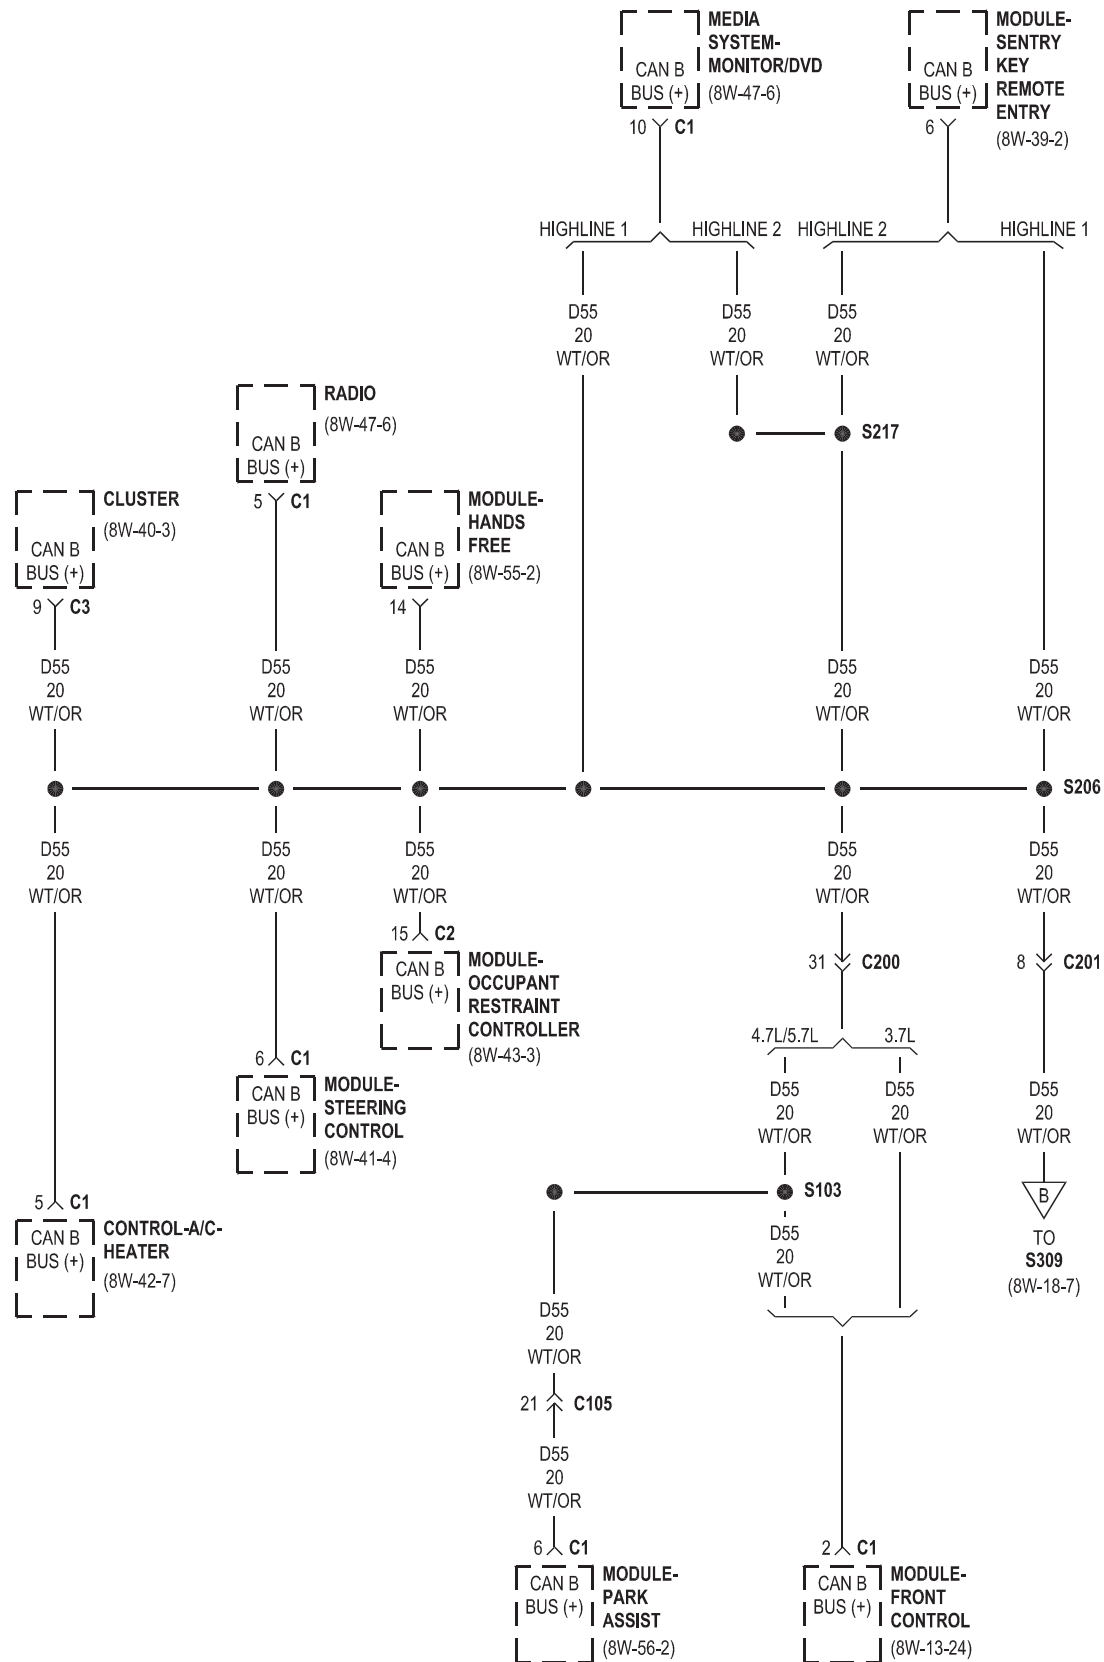 MEDIA
SYSTEM-
MONITOR/DVD
(8W-47-6)
CAN B
BUS (+)
10
C1
MODULE-
SENTRY
KEY
REMOTE
ENTRY
(8W-39-2)
CAN B
BUS (+)
6
HIGHLINE 1
HIGHLINE 2
HIGHLINE 2
HIGHLINE 1
D55
20
WT/OR
D55
20
WT/OR
D55
20
WT/OR
S217
RADIO
(8W-47-6)
CAN B
BUS (+)
5
C1
CLUSTER
(8W-40-3)
CAN B
BUS (+)
9
C3
MODULE-
HANDS
FREE
(8W-55-2)
CAN B
BUS (+)
14
D55
20
WT/OR
D55
20
WT/OR
D55
20
WT/OR
D55
20
WT/OR
D55
20
WT/OR
S206
D55
20
WT/OR
D55
20
WT/OR
D55
20
WT/OR
D55
20
WT/OR
D55
20
WT/OR
15
C2
CAN B
BUS (+)
MODULE-
OCCUPANT
RESTRAINT
CONTROLLER
(8W-43-3)
31
C200
8
C201
4.7L/5.7L
3.7L
6
C1
CAN B
BUS (+)
MODULE-
STEERING
CONTROL
(8W-41-4)
D55
20
WT/OR
D55
20
WT/OR
D55
20
WT/OR
5
C1
CAN B
BUS (+)
CONTROL-A/C-
HEATER
(8W-42-7)
S103
B
TO
S309
(8W-18-7)
D55
20
WT/OR
D55
20
WT/OR
21
C105
D55
20
WT/OR
6
C1
CAN B
BUS (+)
MODULE-
PARK
ASSIST
(8W-56-2)
2
C1
CAN B
BUS (+)
MODULE-
FRONT
CONTROL
(8W-13-24)